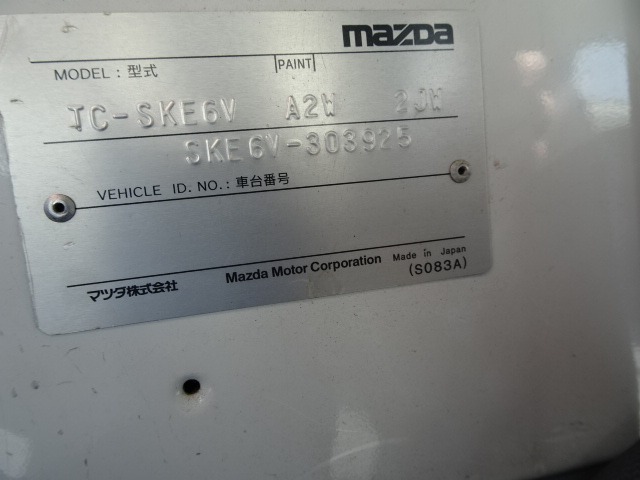 mazda
MODEL : 型式 PAINT
TC-SKE6V A2W 2JW
SKE6V-303925
VEHICLE ID. NO. : 車台番号
マツダ株式会社 Mazda Motor Corporation Made in Japan
(S083A)